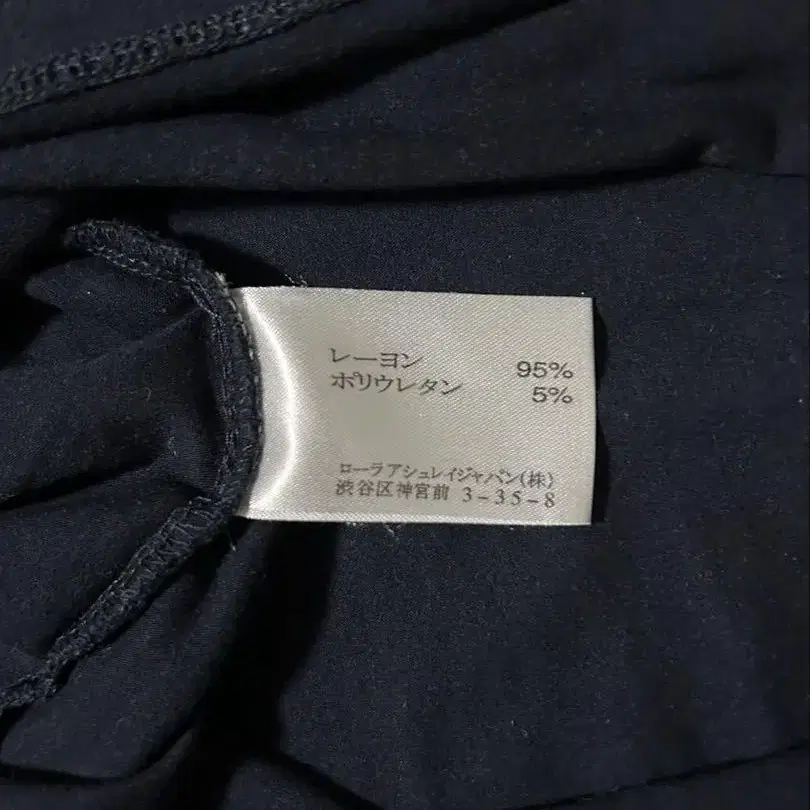 レーヨン 95%
ポリウレタン 5%
ローラアシュレイジャパン(株)
渋谷区神宮前 3-35-8